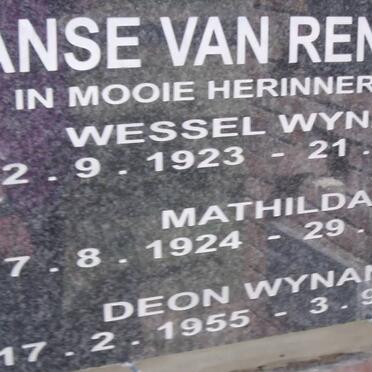 ANSE VAN REN
IN MOOIE HERINNER
WESSEL WYN
2 . 9 . 1923 - 21 .
MATHILDA
7 . 8 . 1924 - 29 .
DEON WYNAN
17 . 2 . 1955 - 3 . 9